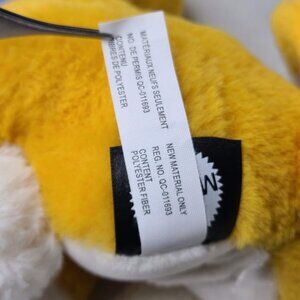 MATÉRIAUX NEUFS SEULEMENT
NO. DE PERMIS QC-011693
CONTENU
FIBRES DE POLYESTER
NEW MATERIAL ONLY
REG. NO. QC-011693
CONTENT
POLYESTER FIBER